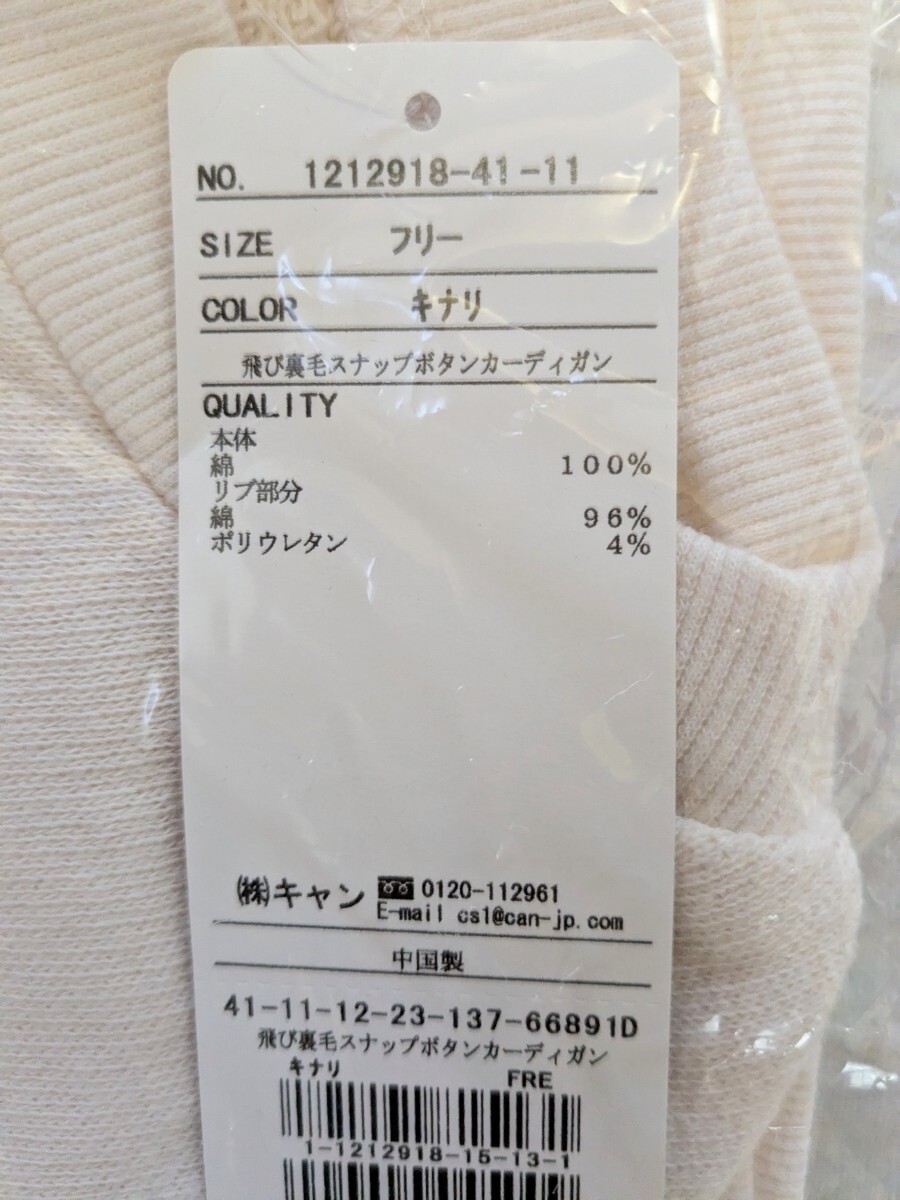 NO. 1212918-41-11
SIZE フリー
COLOR キナリ
飛び裏毛スナップボタンカーディガン
QUALITY
本体
綿 100%
リブ部分
綿 96%
ポリウレタン 4%
㈱キャン 0120-112961
E-mail cs1@can-jp.com
中国製
41-11-12-23-137-66891D
飛び裏毛スナップボタンカーディガン
キナリ FRE
1-1212918-15-13-1